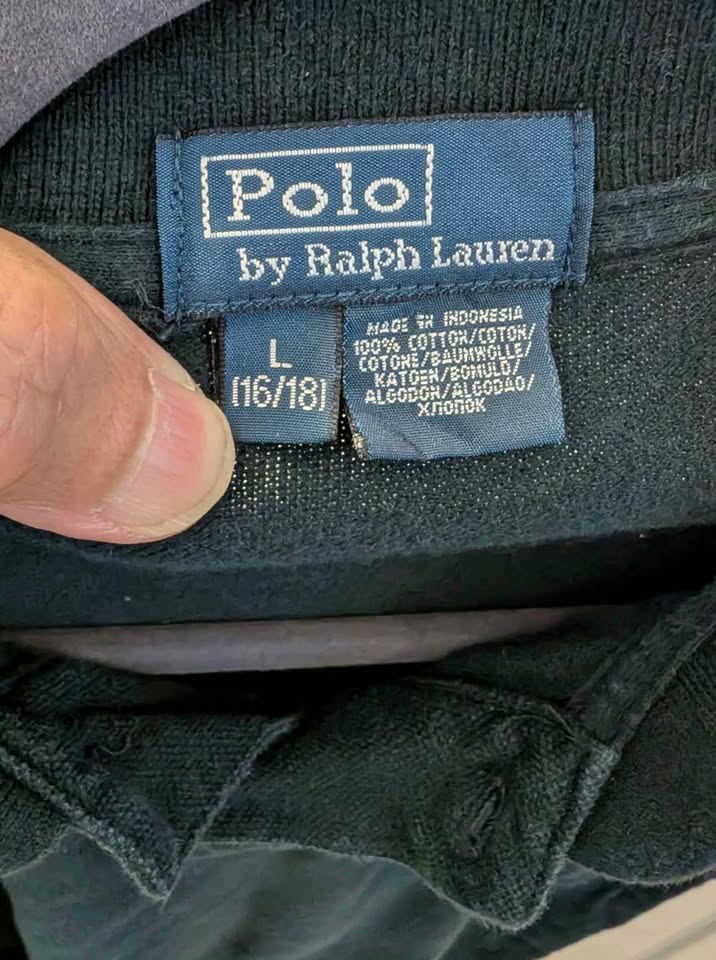 Polo
by Ralph Lauren
L
(16/18)
MADE IN INDONESIA
100% COTTON/COTON/
COTONE/BAUMWOLLE/
KATOEN/BOMULD/
ALGODON/ALGODAO/
ХЛОПОК